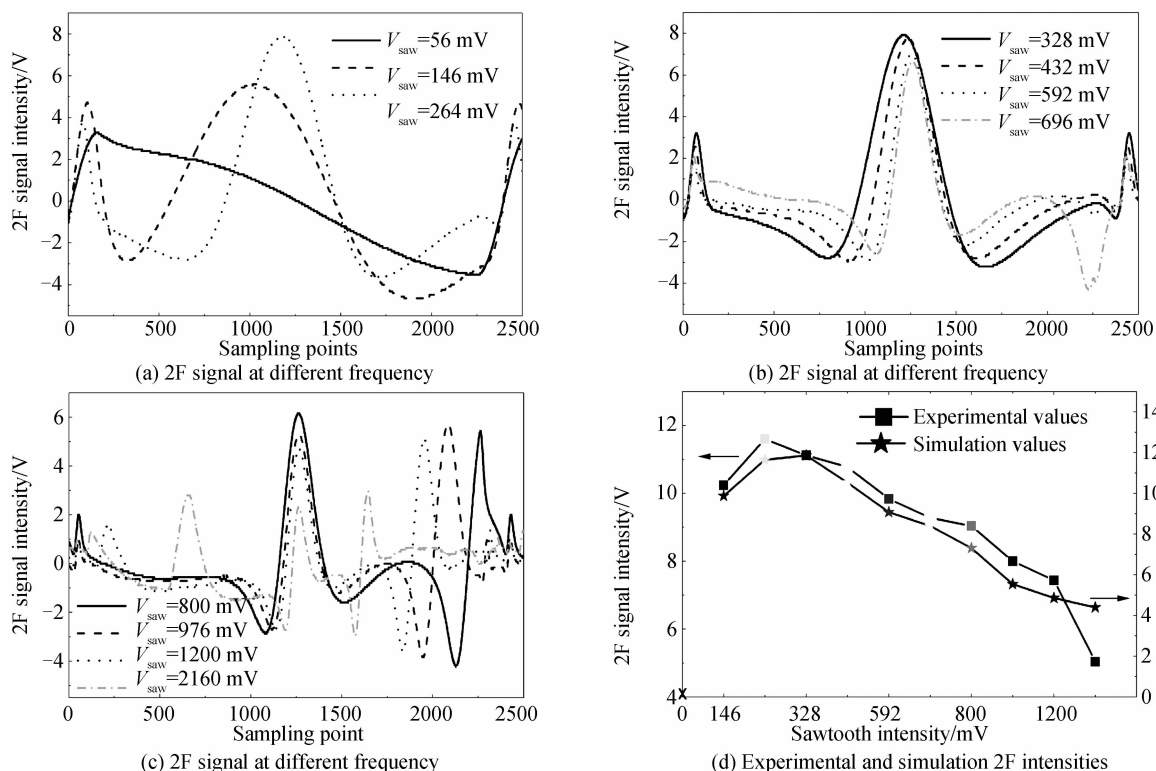 2F signal intensity/V
8
6
4
2
0
−2
−4
V_saw=56 mV
V_saw=146 mV
V_saw=264 mV
0 500 1000 1500 2000 2500
Sampling points
(a) 2F signal at different frequency
2F signal intensity/V
8
6
4
2
0
−2
−4
V_saw=328 mV
V_saw=432 mV
V_saw=592 mV
V_saw=696 mV
0 500 1000 1500 2000 2500
Sampling points
(b) 2F signal at different frequency
2F signal intensity/V
6
4
2
0
−2
−4
V_saw=800 mV
V_saw=976 mV
V_saw=1200 mV
V_saw=2160 mV
0 500 1000 1500 2000 2500
Sampling point
(c) 2F signal at different frequency
2F signal intensity/V
12
10
8
6
4
Experimental values
Simulation values
14
12
10
8
6
4
2
0
2F signal intensity/V
0 146 328 592 800 1200
Sawtooth intensity/mV
(d) Experimental and simulation 2F intensities